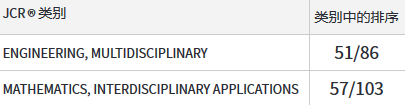 JCR ® 类别 类别中的排序
ENGINEERING, MULTIDISCIPLINARY 51/86
MATHEMATICS, INTERDISCIPLINARY APPLICATIONS 57/103